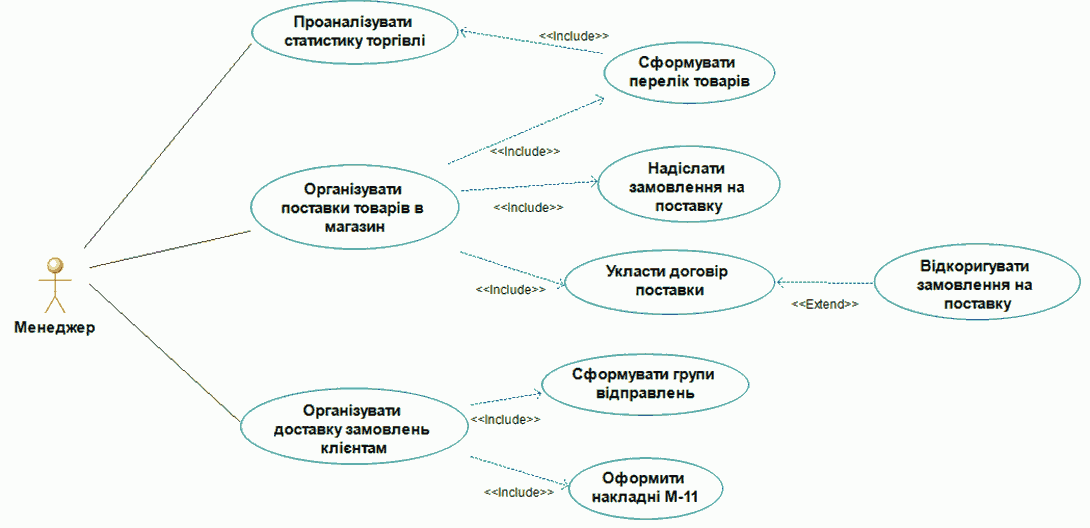 Проаналізувати
статистику торгівлі
<<Include>>
Сформувати
перелік товарів
<<Include>>
Організувати
поставки товарів в
магазин
<<Include>>
Надіслати
замовлення на
поставку
<<Include>>
Укласти договір
поставки
<<Extend>>
Відкоригувати
замовлення на
поставку
Менеджер
Організувати
доставку замовлень
клієнтам
<<Include>>
Сформувати групи
відправлень
<<Include>>
Оформити
накладні М-11